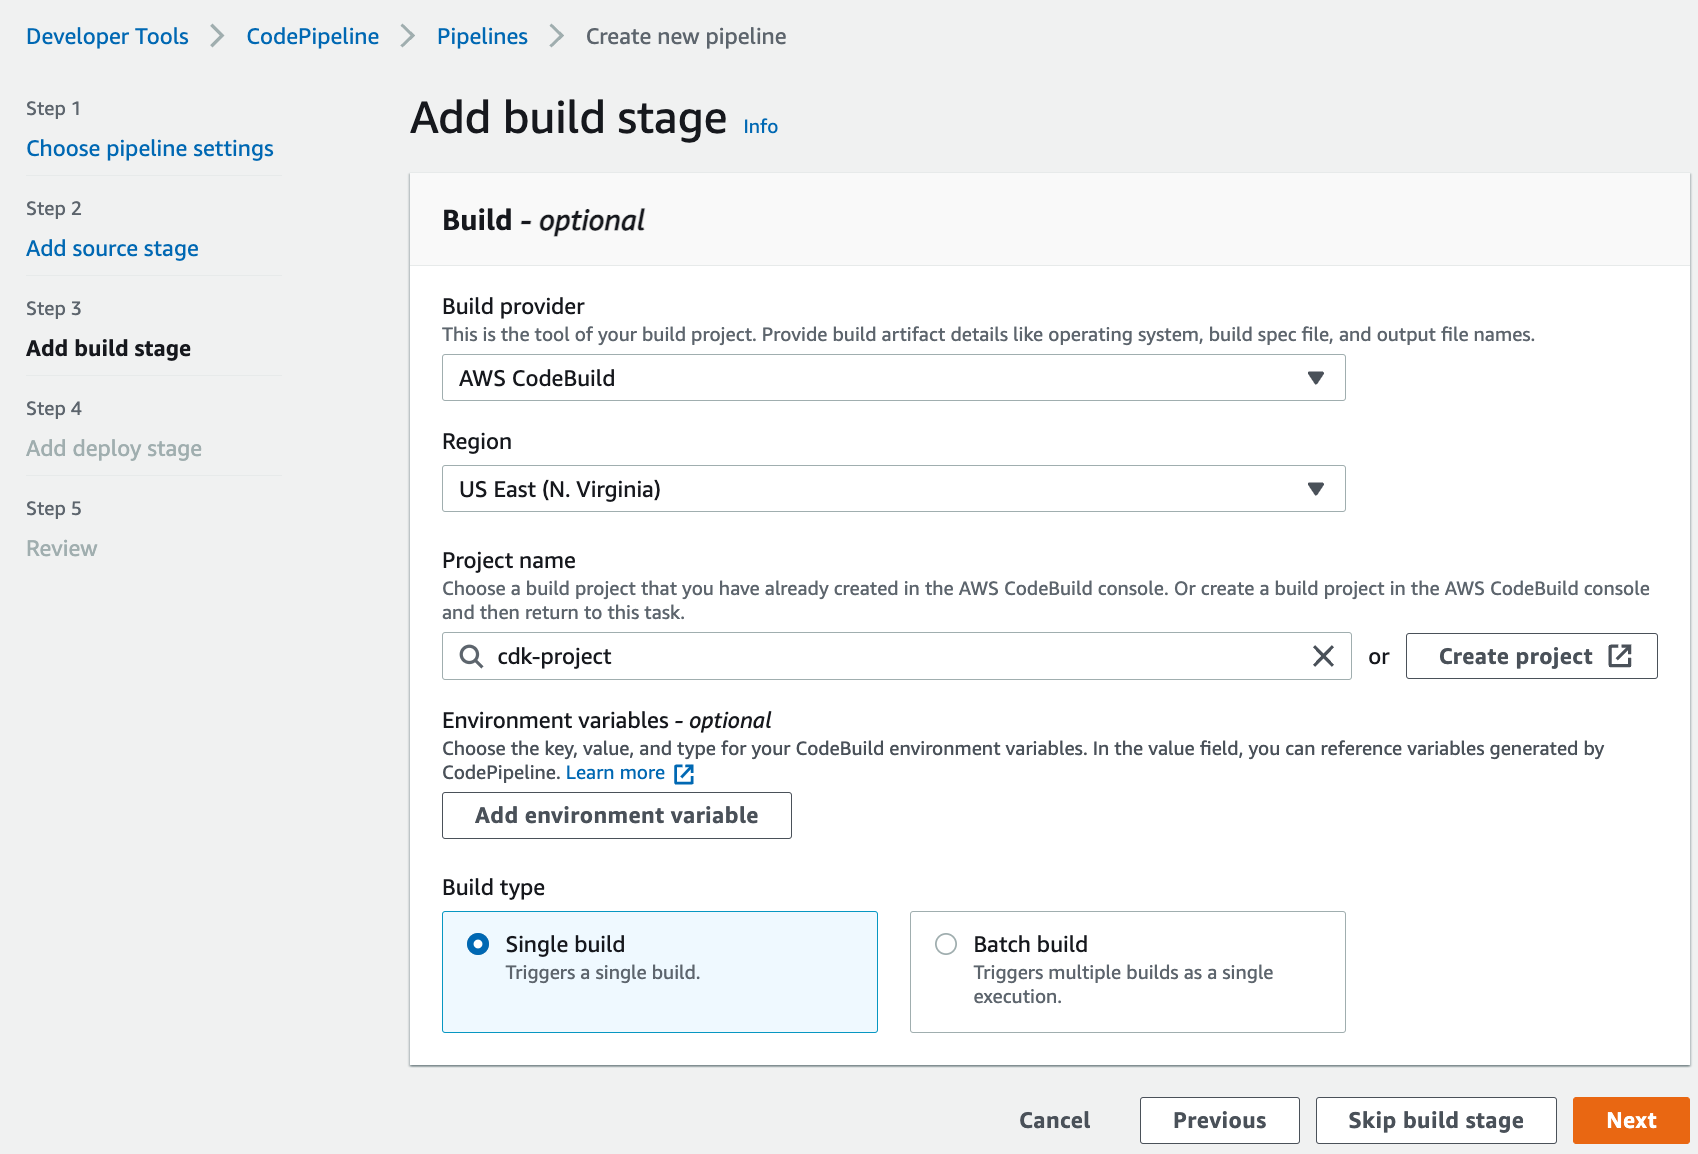 Developer Tools
CodePipeline
Pipelines
Create new pipeline
Step 1
Choose pipeline settings
Step 2
Add source stage
Step 3
Add build stage
Step 4
Add deploy stage
Step 5
Review
Add build stage Info
Build - optional
Build provider
This is the tool of your build project. Provide build artifact details like operating system, build spec file, and output file names.
AWS CodeBuild
Region
US East (N. Virginia)
Project name
Choose a build project that you have already created in the AWS CodeBuild console. Or create a build project in the AWS CodeBuild console
and then return to this task.
cdk-project
or
Create project
Environment variables - optional
Choose the key, value, and type for your CodeBuild environment variables. In the value field, you can reference variables generated by
CodePipeline. Learn more
Add environment variable
Build type
Single build
Triggers a single build.
Batch build
Triggers multiple builds as a single
execution.
Cancel
Previous
Skip build stage
Next